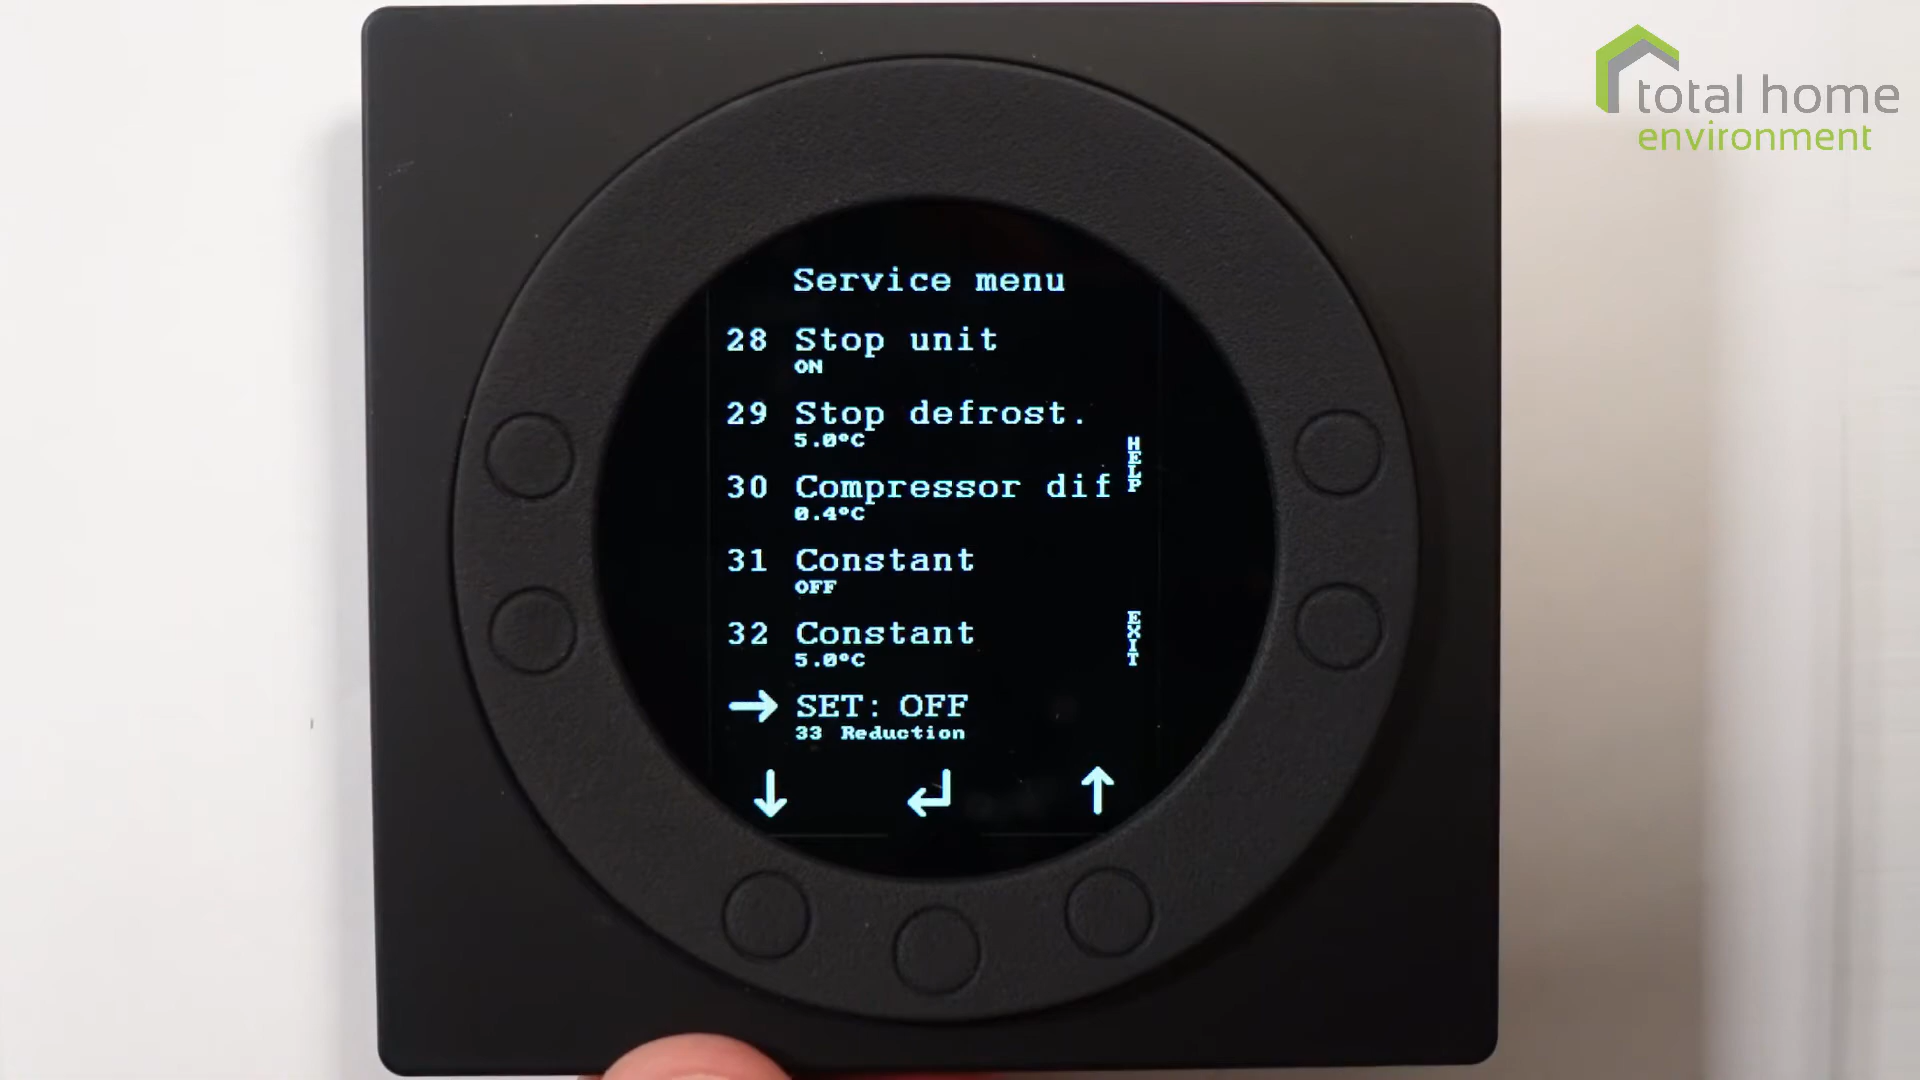 total home
environment
Service menu
28 Stop unit
ON
29 Stop defrost.
5.0°C
HELP
30 Compressor dif
0.4°C
31 Constant
OFF
32 Constant
5.0°C
EXIT
→ SET: OFF
33 Reduction